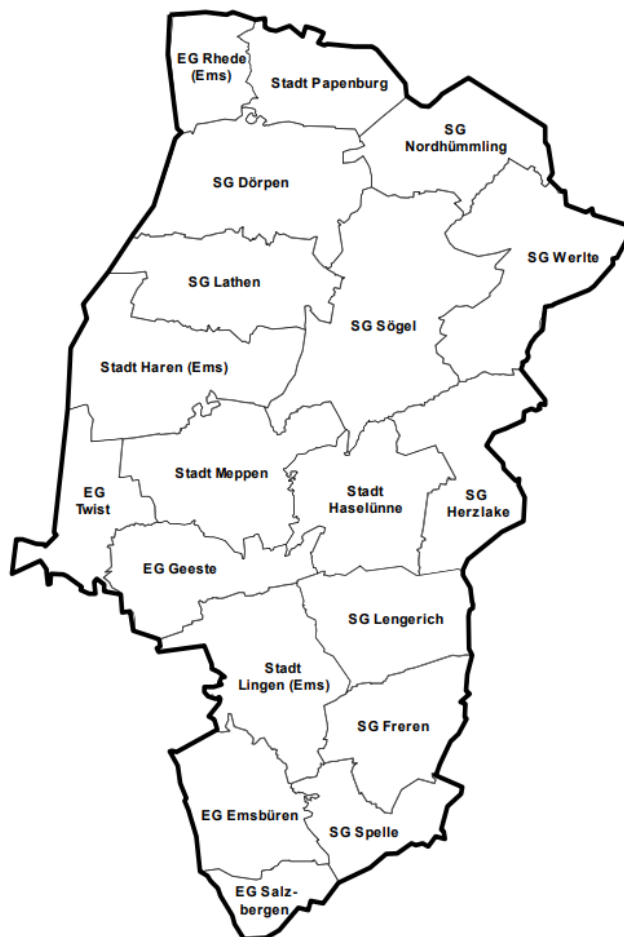 EG Rhede
(Ems)
Stadt Papenburg
SG
Nordhümmling
SG Dörpen
SG Werlte
SG Lathen
SG Sögel
Stadt Haren (Ems)
Stadt Meppen
EG
Twist
Stadt
Haselünne
SG
Herzlake
EG Geeste
SG Lengerich
Stadt
Lingen (Ems)
SG Freren
EG Emsbüren
SG Spelle
EG Salz-
bergen